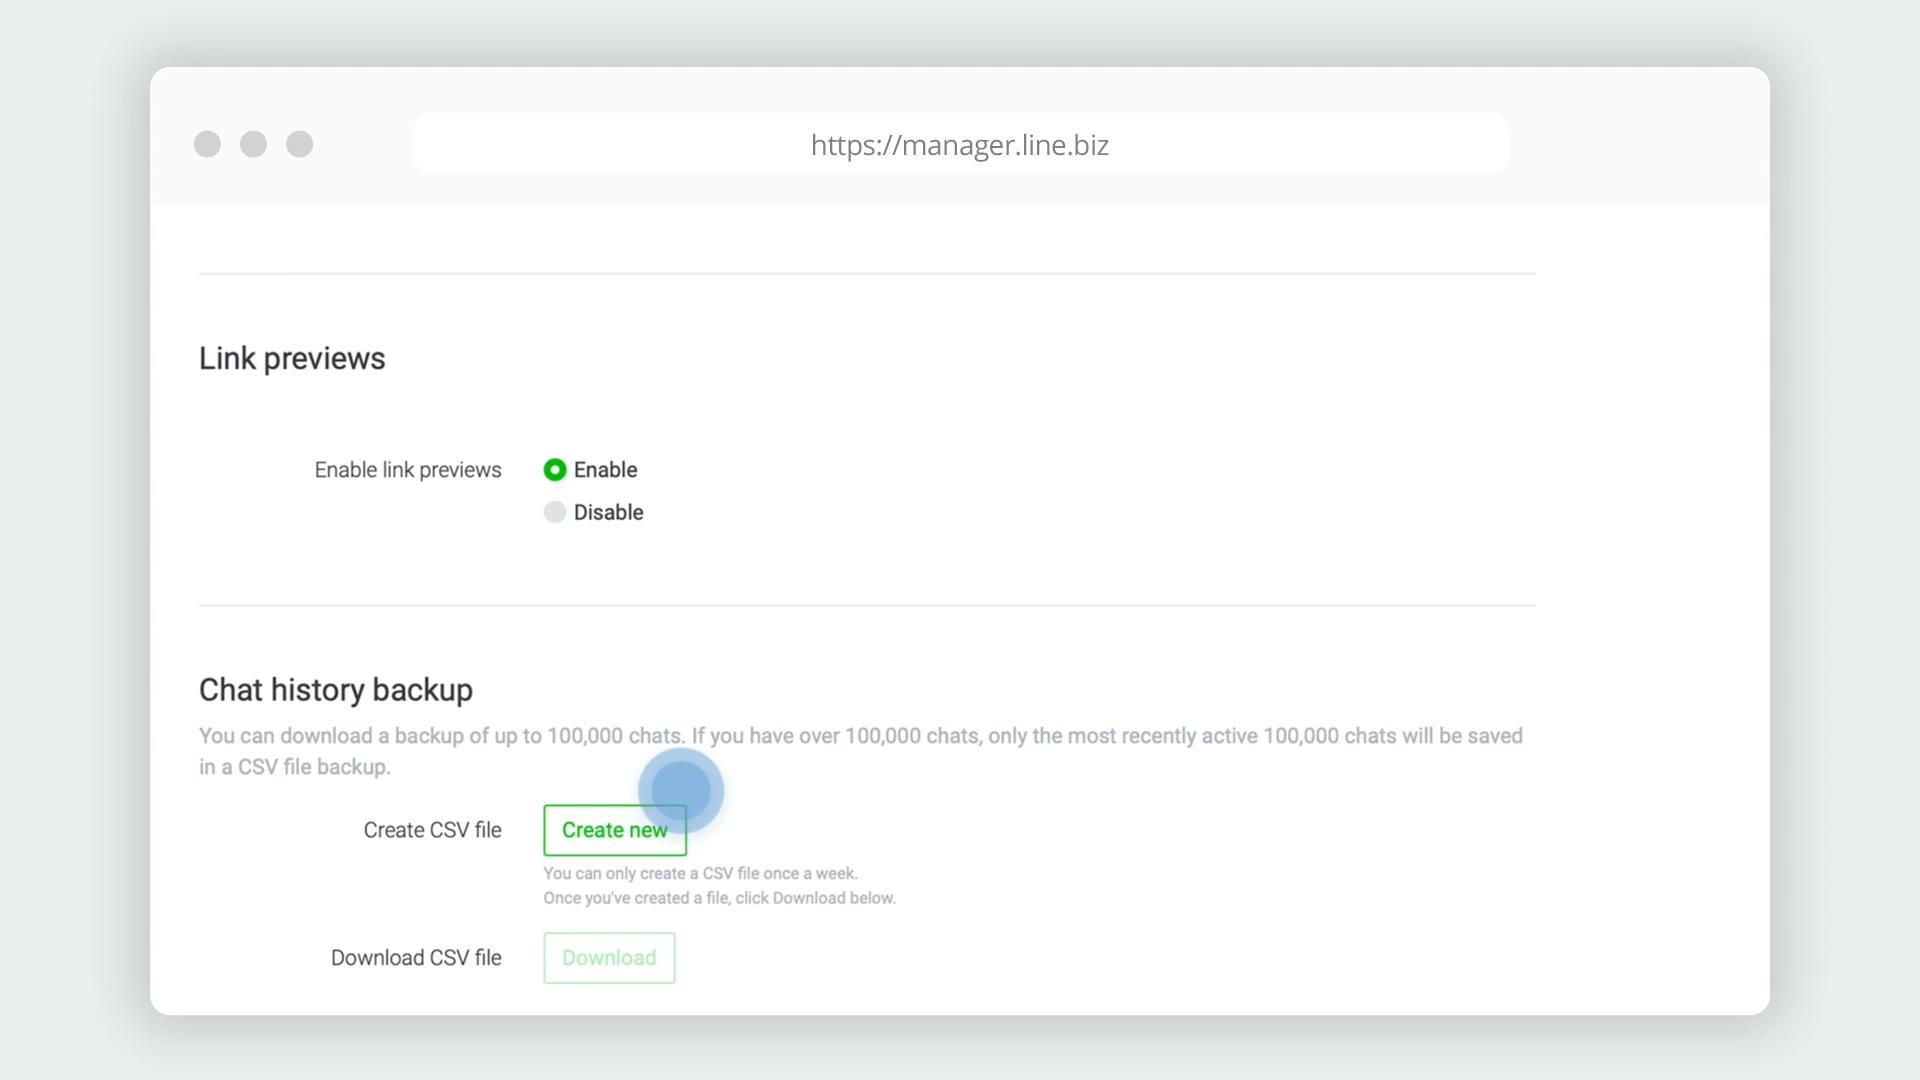 https://manager.line.biz
Link previews
Enable link previews
Enable
Disable
Chat history backup
You can download a backup of up to 100,000 chats. If you have over 100,000 chats, only the most recently active 100,000 chats will be saved
in a CSV file backup.
Create CSV file
Create new
You can only create a CSV file once a week.
Once you've created a file, click Download below.
Download CSV file
Download